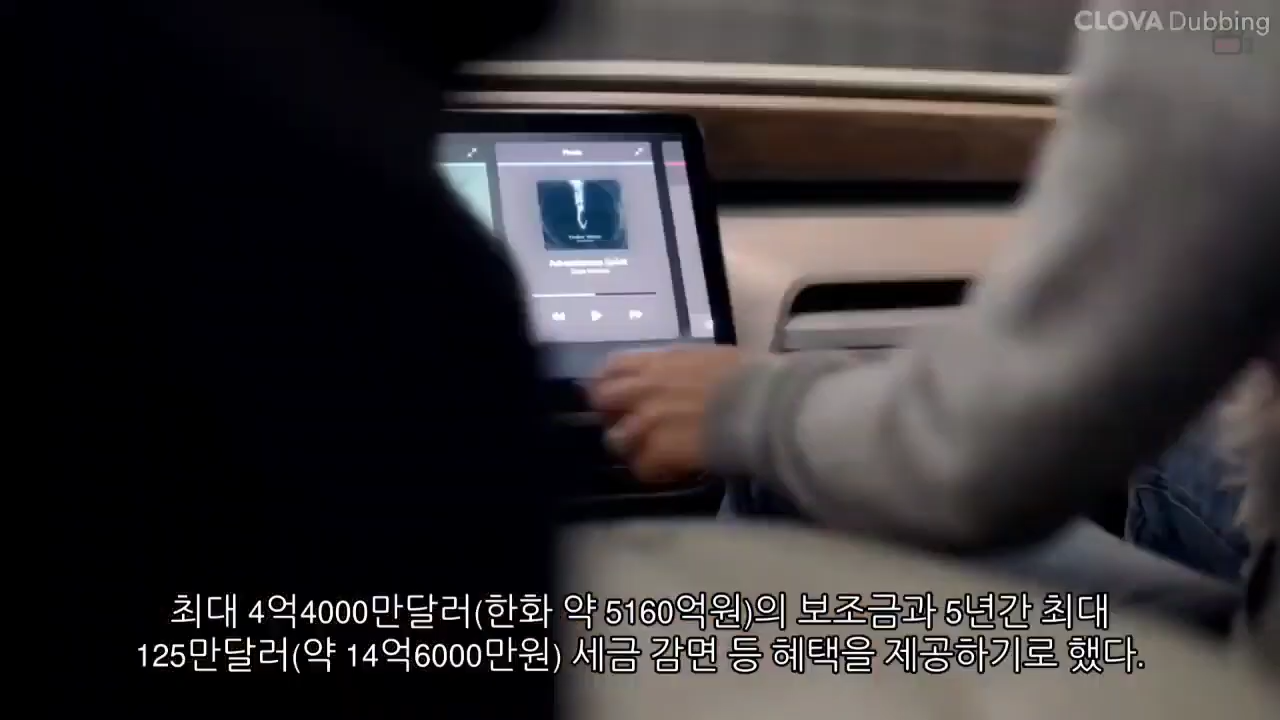 CLOVA Dubbing
최대 4억4000만달러(한화 약 5160억원)의 보조금과 5년간 최대
125만달러(약 14억6000만원) 세금 감면 등 혜택을 제공하기로 했다.